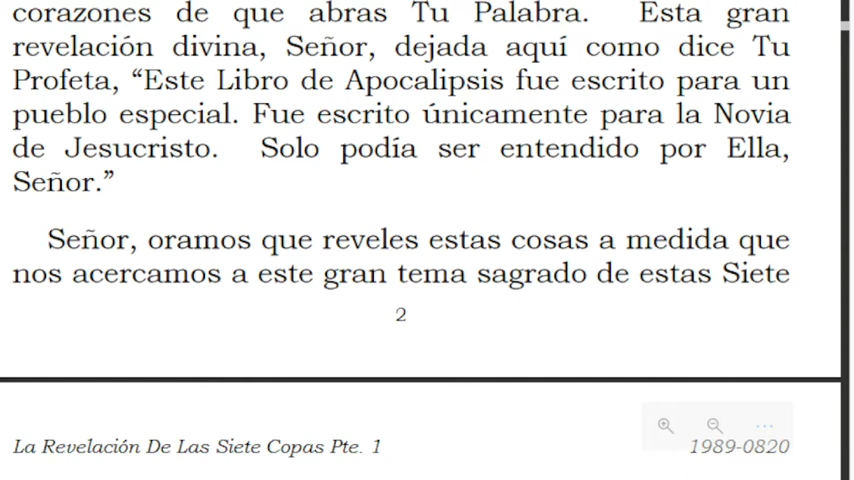 corazones de que abras Tu Palabra. Esta gran
revelación divina, Señor, dejada aquí como dice Tu
Profeta, “Este Libro de Apocalipsis fue escrito para un
pueblo especial. Fue escrito únicamente para la Novia
de Jesucristo. Solo podía ser entendido por Ella,
Señor.”
Señor, oramos que reveles estas cosas a medida que
nos acercamos a este gran tema sagrado de estas Siete
2
La Revelación De Las Siete Copas Pte. 1 1989-0820